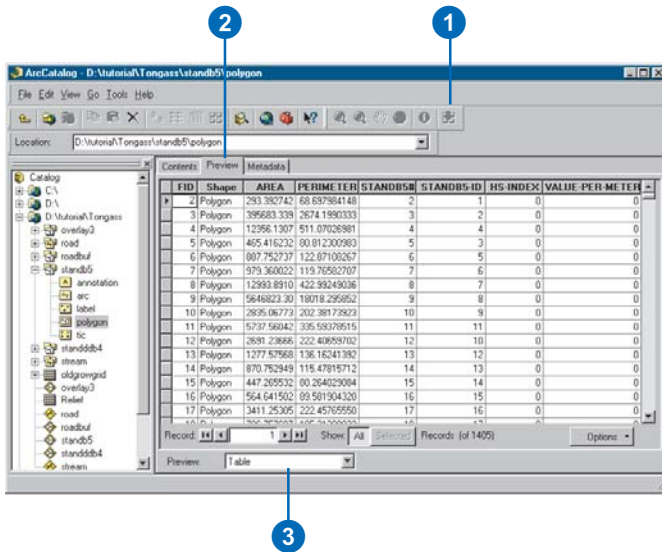 2
1
ArcCatalog - D:\tutorial\Tongass\standb5\polygon
File Edit View Go Tools Help
Location: D:\tutorial\Tongass\standb5\polygon
Catalog
C:\
D:\
D:\tutorial\Tongass
overlay3
road
roadbuf
standb5
annotation
arc
label
polygon
tic
standddb4
stream
oldgrowgrid
overlay3
Relief
road
roadbuf
standb5
standddb4
stream
Contents Preview Metadata
FID Shape AREA PERIMETER STANDB5# STANDB5-ID HS-INDEX VALUE-PER-METER
2 Polygon 293.392742 68.697984148 2 1 0 0
3 Polygon 395683.339 2674.1990333 3 2 0 0
4 Polygon 12356.1307 511.07026981 4 4 0 0
5 Polygon 465.416232 80.812300983 5 3 0 0
6 Polygon 887.752737 122.87108267 6 5 0 0
7 Polygon 979.360022 119.76582707 7 6 0 0
8 Polygon 12993.8910 422.99249036 8 7 0 0
9 Polygon 5646823.30 18018.295852 9 8 0 0
10 Polygon 2835.06773 202.38173923 10 9 0 0
11 Polygon 5737.56042 335.59378515 11 11 0 0
12 Polygon 2691.23666 222.40659702 12 10 0 0
13 Polygon 1277.57568 136.16241392 13 12 0 0
14 Polygon 870.752949 115.47815712 14 13 0 0
15 Polygon 447.265532 80.264029084 15 14 0 0
16 Polygon 564.641502 89.581904320 16 15 0 0
17 Polygon 3411.25305 222.45765550 17 16 0 0
Record: 1 Show: All Selected Records (of 1405) Options
Preview: Table
3